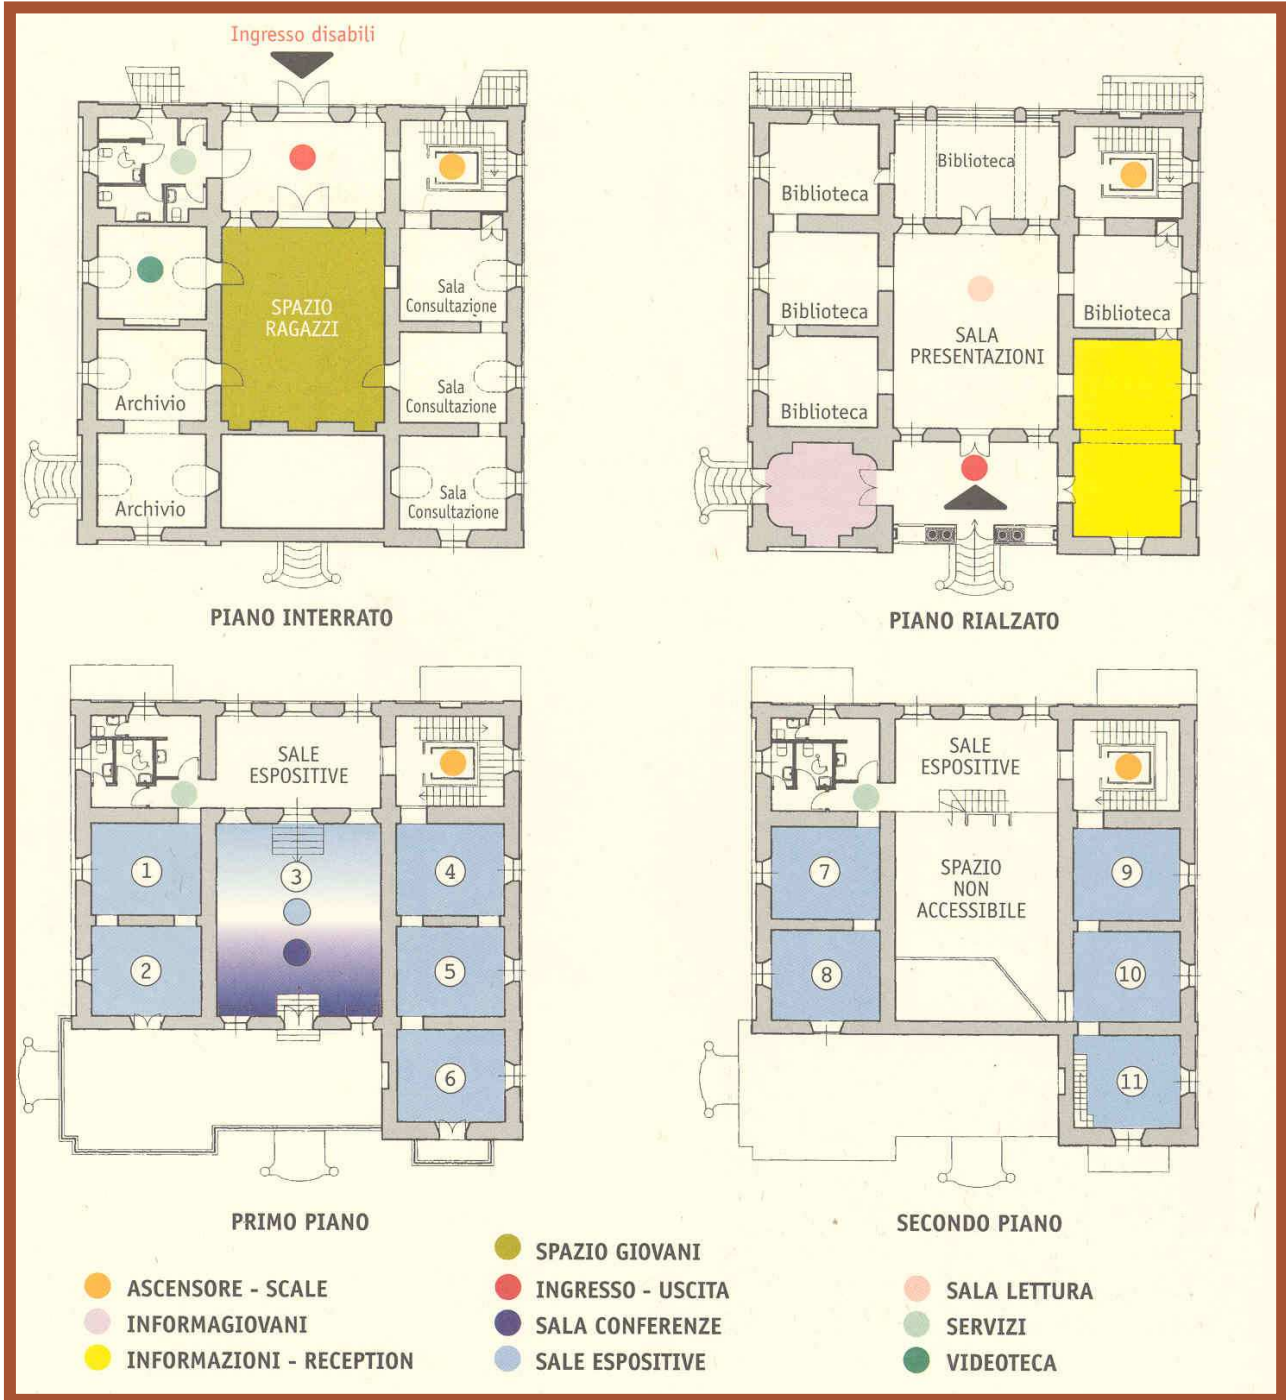 Ingresso disabili
SPAZIO
RAGAZZI
Sala
Consultazione
Archivio
Sala
Consultazione
Archivio
Sala
Consultazione
PIANO INTERRATO
Biblioteca
Biblioteca
Biblioteca
Biblioteca
SALA
PRESENTAZIONI
Biblioteca
PIANO RIALZATO
SALE
ESPOSITIVE
1
3
4
2
5
6
PRIMO PIANO
SALE
ESPOSITIVE
7
SPAZIO
NON
ACCESSIBILE
9
8
10
11
SECONDO PIANO
ASCENSORE - SCALE
INFORMAGIOVANI
INFORMAZIONI - RECEPTION
SPAZIO GIOVANI
INGRESSO - USCITA
SALA CONFERENZE
SALE ESPOSITIVE
SALA LETTURA
SERVIZI
VIDEOTECA